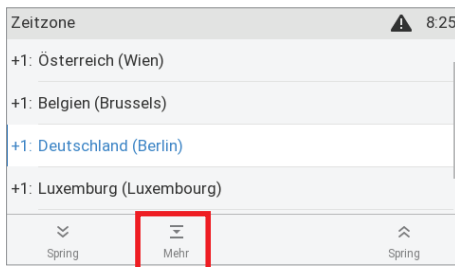 Zeitzone 8:25
+1: Österreich (Wien)
+1: Belgien (Brussels)
+1: Deutschland (Berlin)
+1: Luxemburg (Luxembourg)
Spring Mehr Spring